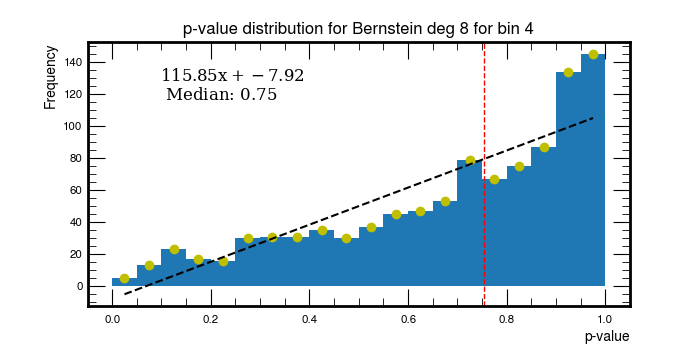 p-value distribution for Bernstein deg 8 for bin 4
Frequency
140
120
100
80
60
40
20
0
115.85x + −7.92
Median: 0.75
0.0 0.2 0.4 0.6 0.8 1.0
p-value